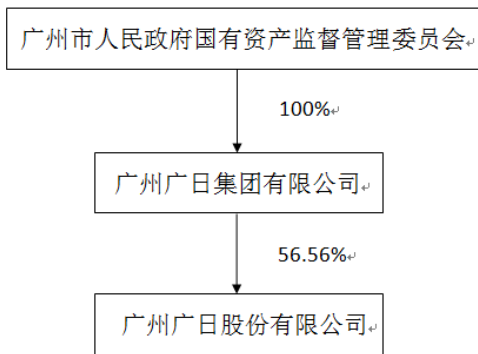 广州市人民政府国有资产监督管理委员会
100%
广州广日集团有限公司
56.56%
广州广日股份有限公司